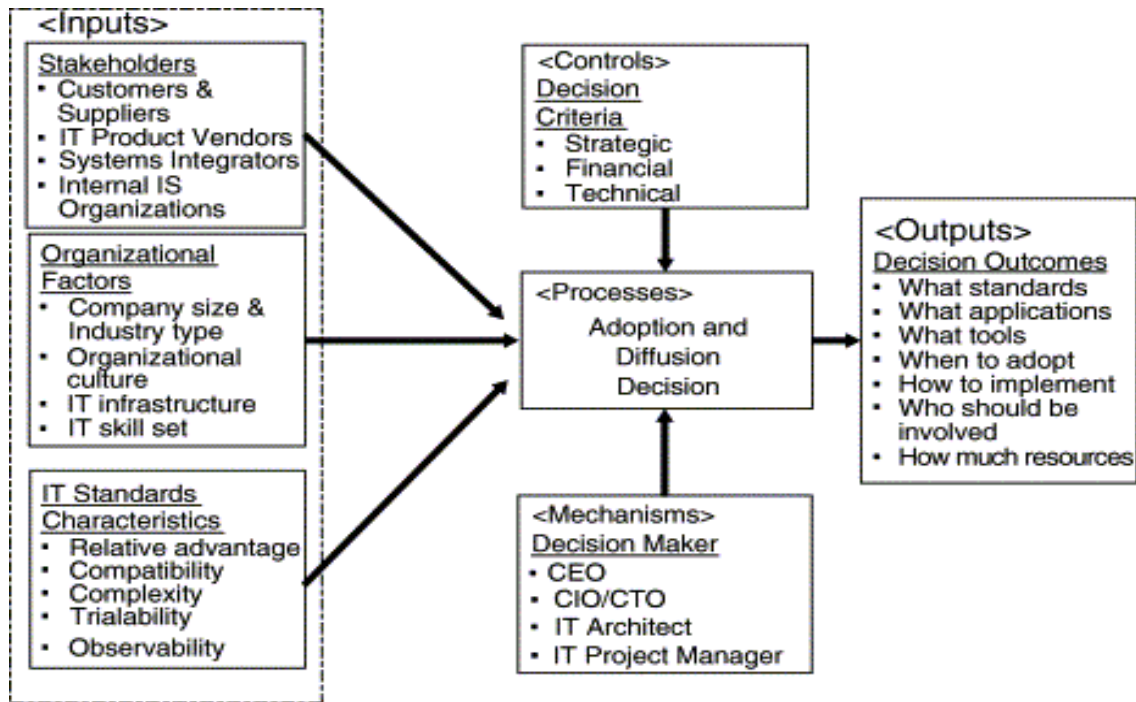 <Inputs>
Stakeholders
▪ Customers &
Suppliers
▪ IT Product Vendors
▪ Systems Integrators
▪ Internal IS
Organizations
Organizational
Factors
▪ Company size &
Industry type
▪ Organizational
culture
▪ IT infrastructure
▪ IT skill set
IT Standards
Characteristics
▪ Relative advantage
▪ Compatibility
▪ Complexity
▪ Trialability
▪ Observability
<Controls>
Decision
Criteria
▪ Strategic
▪ Financial
▪ Technical
<Processes>
Adoption and
Diffusion
Decision
<Mechanisms>
Decision Maker
▪ CEO
▪ CIO/CTO
▪ IT Architect
▪ IT Project Manager
<Outputs>
Decision Outcomes
▪ What standards
▪ What applications
▪ What tools
▪ When to adopt
▪ How to implement
▪ Who should be
involved
▪ How much resources